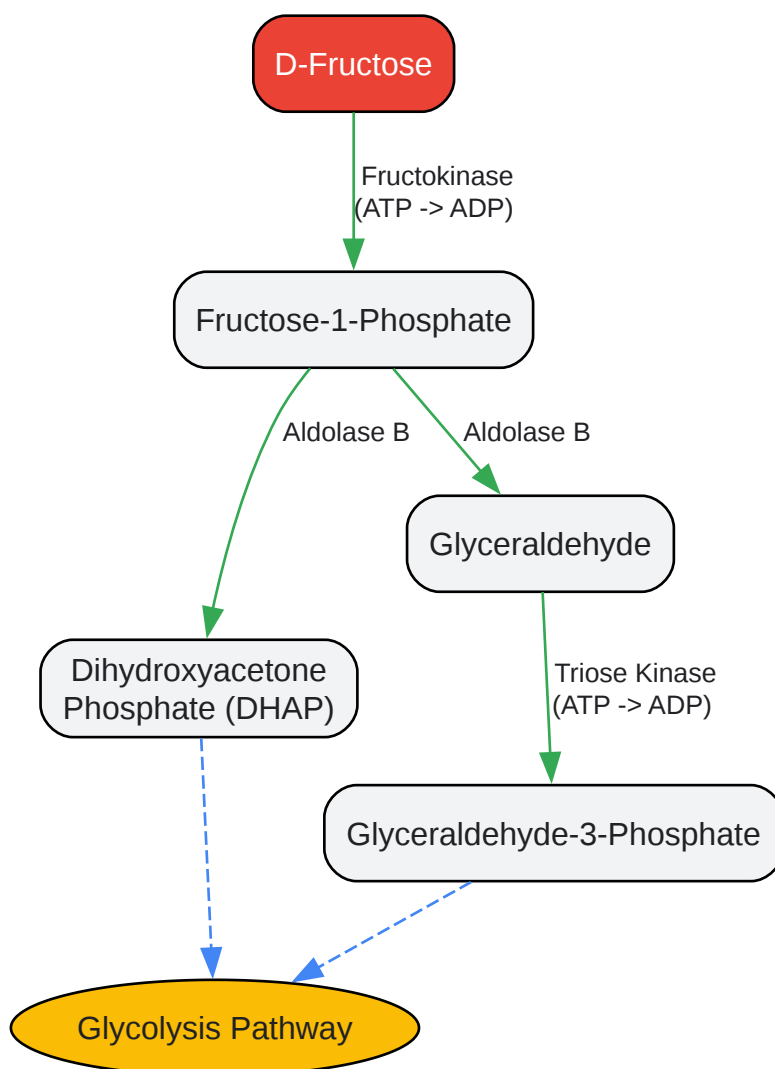 D-Fructose
Fructokinase
(ATP -> ADP)
Fructose-1-Phosphate
Aldolase B
Aldolase B
Glyceraldehyde
Dihydroxyacetone
Phosphate (DHAP)
Triose Kinase
(ATP -> ADP)
Glyceraldehyde-3-Phosphate
Glycolysis Pathway